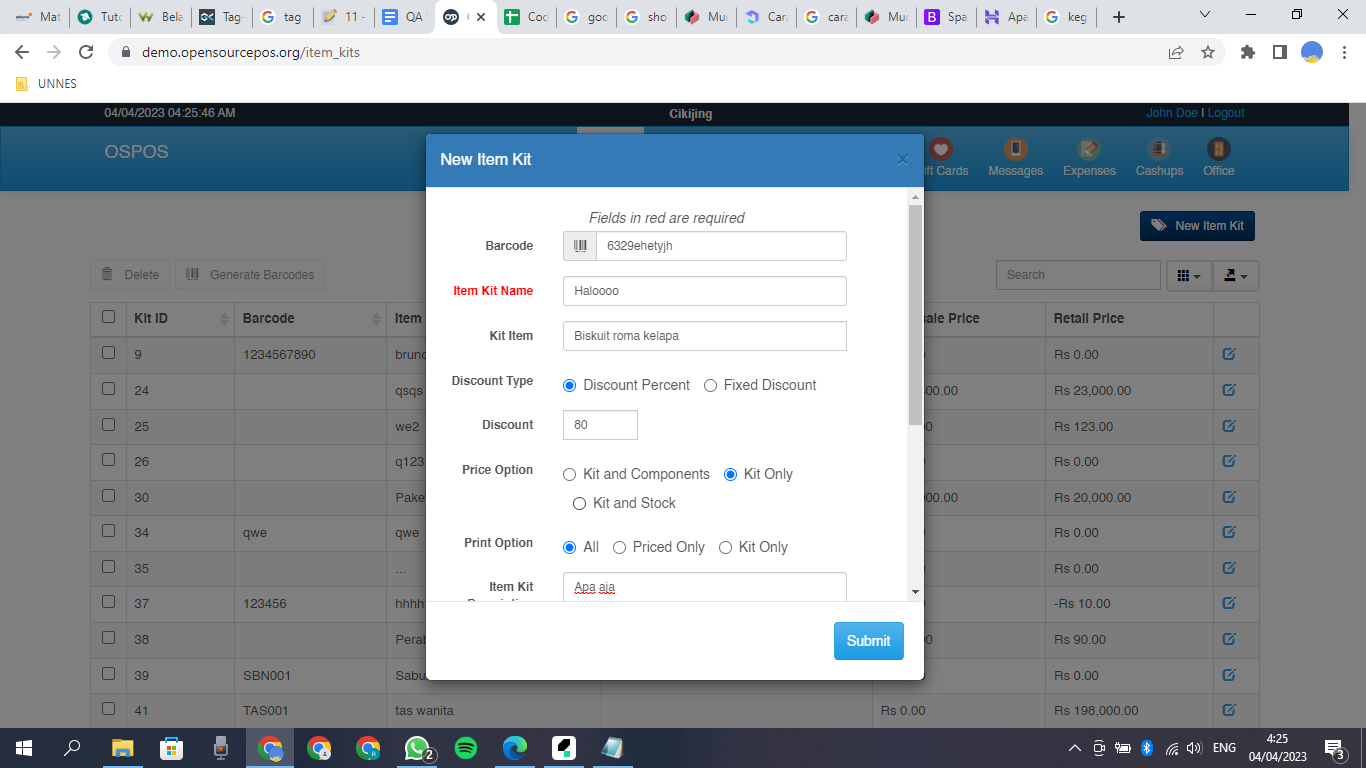 Mat
Tuto
Bela
Tag-
tag
11 -
QA
Cod
goo
sho
Muc
Cara
cara
Muc
Spa
Apa
keg
demo.opensourcepos.org/item_kits
UNNES
04/04/2023 04:25:46 AM
Cikijing
John Doe | Logout
OSPOS
ift Cards
Messages
Expenses
Cashups
Office
New Item Kit
Fields in red are required
Barcode
6329ehetyjh
Item Kit Name
Haloooo
Kit Item
Biskuit roma kelapa
Discount Type
Discount Percent
Fixed Discount
Discount
80
Price Option
Kit and Components
Kit Only
Kit and Stock
Print Option
All
Priced Only
Kit Only
Item Kit
Apa aja
Submit
New Item Kit
Delete
Generate Barcodes
Search
Kit ID Barcode Item ale Price Retail Price
9 1234567890 brund Rs 0.00
24 qsqs 00.00 Rs 23,000.00
25 we2 0 Rs 123.00
26 q123 Rs 0.00
30 Pake 00.00 Rs 20,000.00
34 qwe qwe Rs 0.00
35 ... Rs 0.00
37 123456 hhhh -Rs 10.00
38 Peral 0 Rs 90.00
39 SBN001 Sabu Rs 0.00
41 TAS001 tas wanita Rs 0.00 Rs 198,000.00
2
ENG
4:25
04/04/2023
3